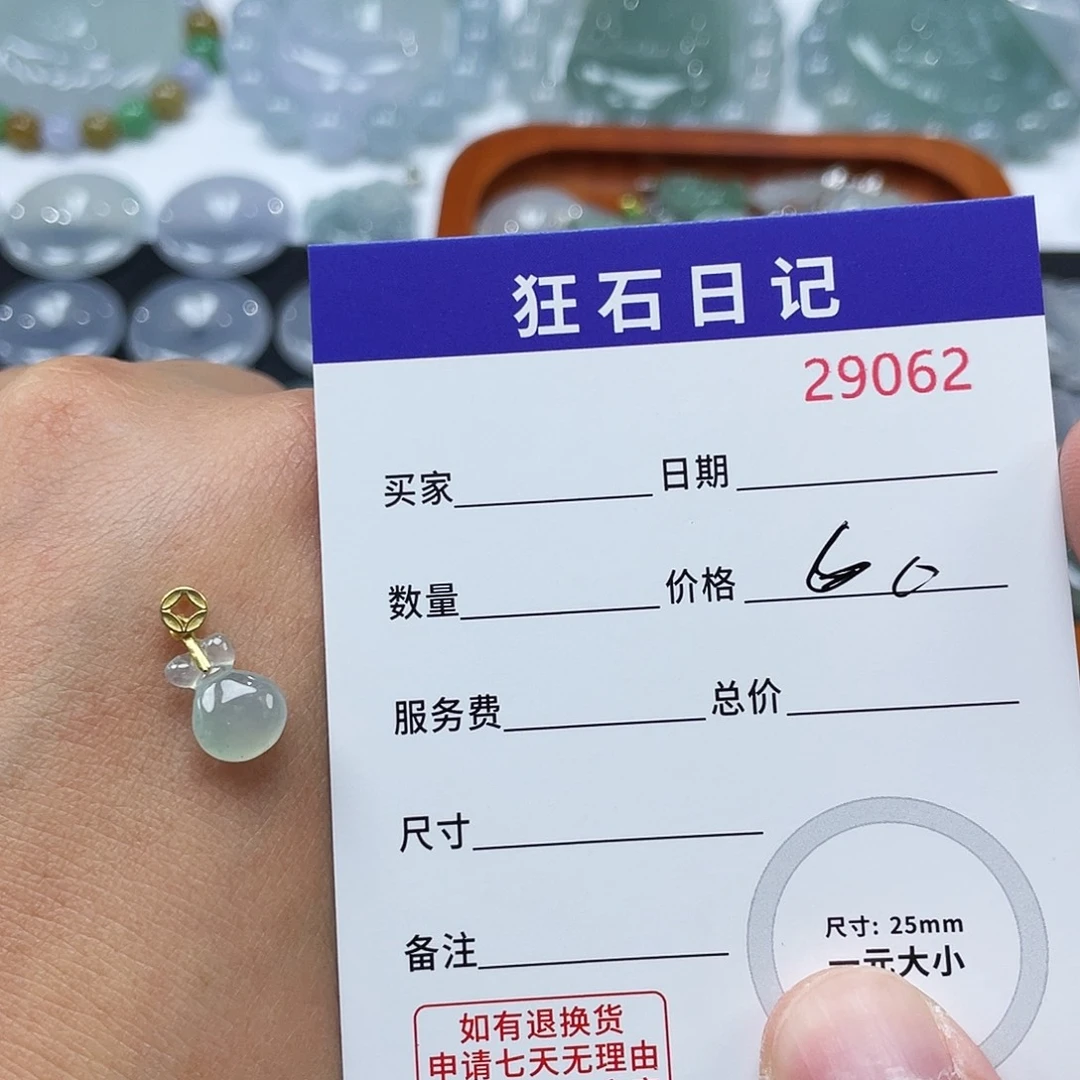 狂石日记
29062
买家 日期
数量 价格 60
服务费 总价
尺寸
尺寸: 25mm
一元大小
备注
如有退换货
申请七天无理由